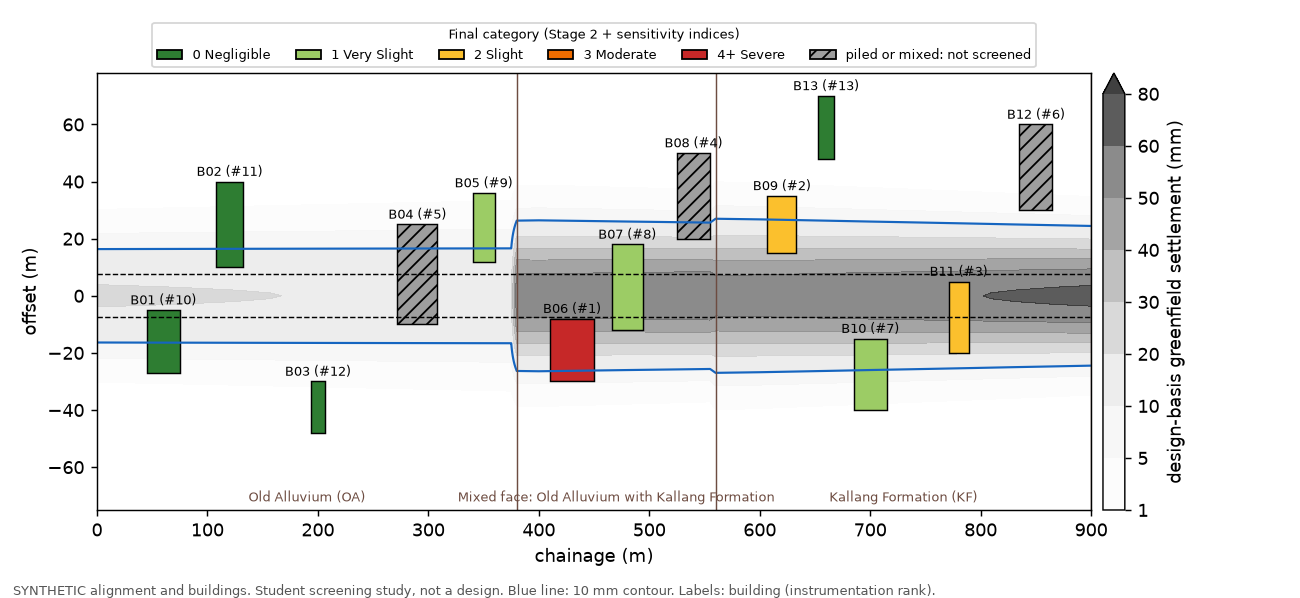 Final category (Stage 2 + sensitivity indices)
0 Negligible 1 Very Slight 2 Slight 3 Moderate 4+ Severe piled or mixed: not screened
B13 (#13)
B12 (#6)
B08 (#4)
B02 (#11)
B05 (#9)
B09 (#2)
B04 (#5)
B07 (#8)
B11 (#3)
B01 (#10)
B06 (#1)
B10 (#7)
B03 (#12)
Old Alluvium (OA)
Mixed face: Old Alluvium with Kallang Formation
Kallang Formation (KF)
60
40
20
0
−20
−40
−60
offset (m)
0 100 200 300 400 500 600 700 800 900
chainage (m)
80
60
50
40
30
20
10
5
1
design-basis greenfield settlement (mm)
SYNTHETIC alignment and buildings. Student screening study, not a design. Blue line: 10 mm contour. Labels: building (instrumentation rank).